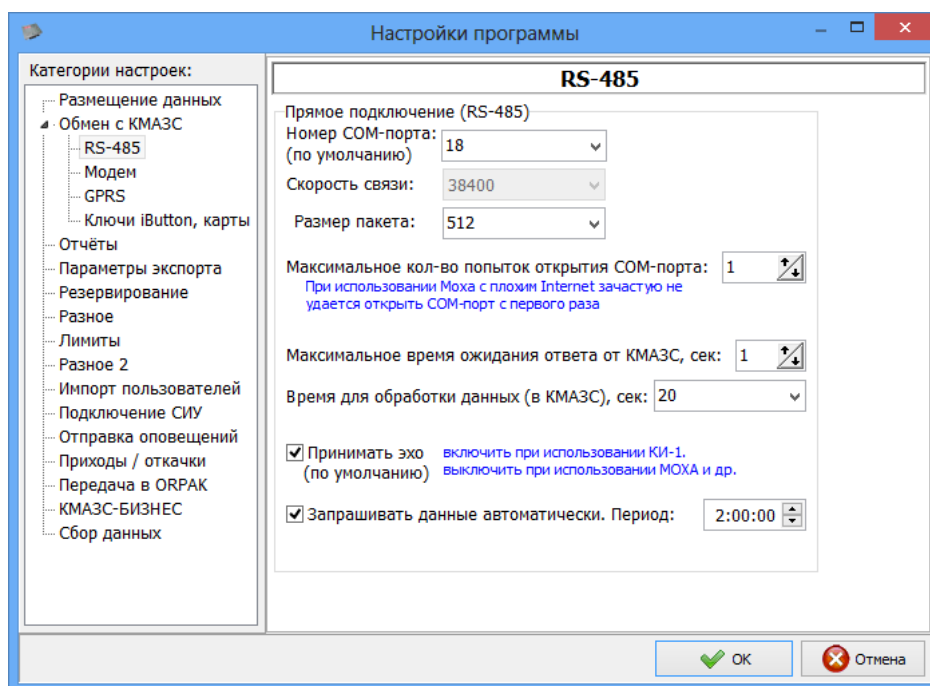 Настройки программы
Категории настроек:
Размещение данных
Обмен с КМАЗС
RS-485
Модем
GPRS
Ключи iButton, карты
Отчёты
Параметры экспорта
Резервирование
Разное
Лимиты
Разное 2
Импорт пользователей
Подключение СИУ
Отправка оповещений
Приходы / откачки
Передача в ORPAK
КМАЗС-БИЗНЕС
Сбор данных
RS-485
Прямое подключение (RS-485)
Номер COM-порта:
(по умолчанию)
18
Скорость связи:
38400
Размер пакета:
512
Максимальное кол-во попыток открытия COM-порта:
1
При использовании Moxa с плохим Internet зачастую не
удается открыть COM-порт с первого раза
Максимальное время ожидания ответа от КМАЗС, сек:
1
Время для обработки данных (в КМАЗС), сек:
20
Принимать эхо
(по умолчанию)
включить при использовании КИ-1.
выключить при использовании MOXA и др.
Запрашивать данные автоматически. Период:
2:00:00
ОК
Отмена